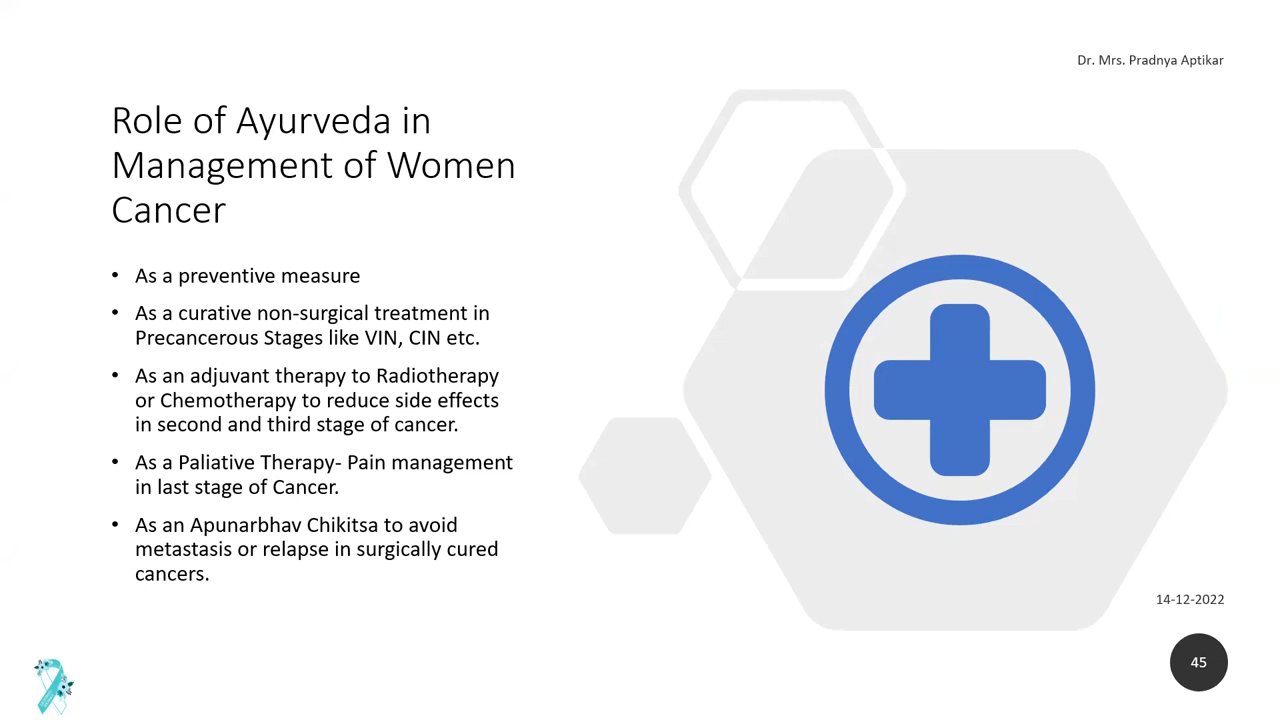 Dr. Mrs. Pradnya Aptikar
Role of Ayurveda in
Management of Women
Cancer
• As a preventive measure
• As a curative non-surgical treatment in
Precancerous Stages like VIN, CIN etc.
• As an adjuvant therapy to Radiotherapy
or Chemotherapy to reduce side effects
in second and third stage of cancer.
• As a Paliative Therapy- Pain management
in last stage of Cancer.
• As an Apunarbhav Chikitsa to avoid
metastasis or relapse in surgically cured
cancers.
14-12-2022
45